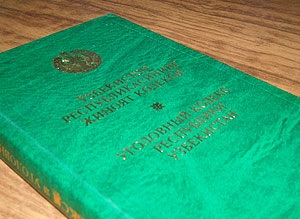 ЎЗБЕКИСТОН
РЕСПУБЛИКАСИНИНГ
ЖИНОЯТ КОДЕКСИ
УГОЛОВНЫЙ КОДЕКС
РЕСПУБЛИКИ
УЗБЕКИСТАН